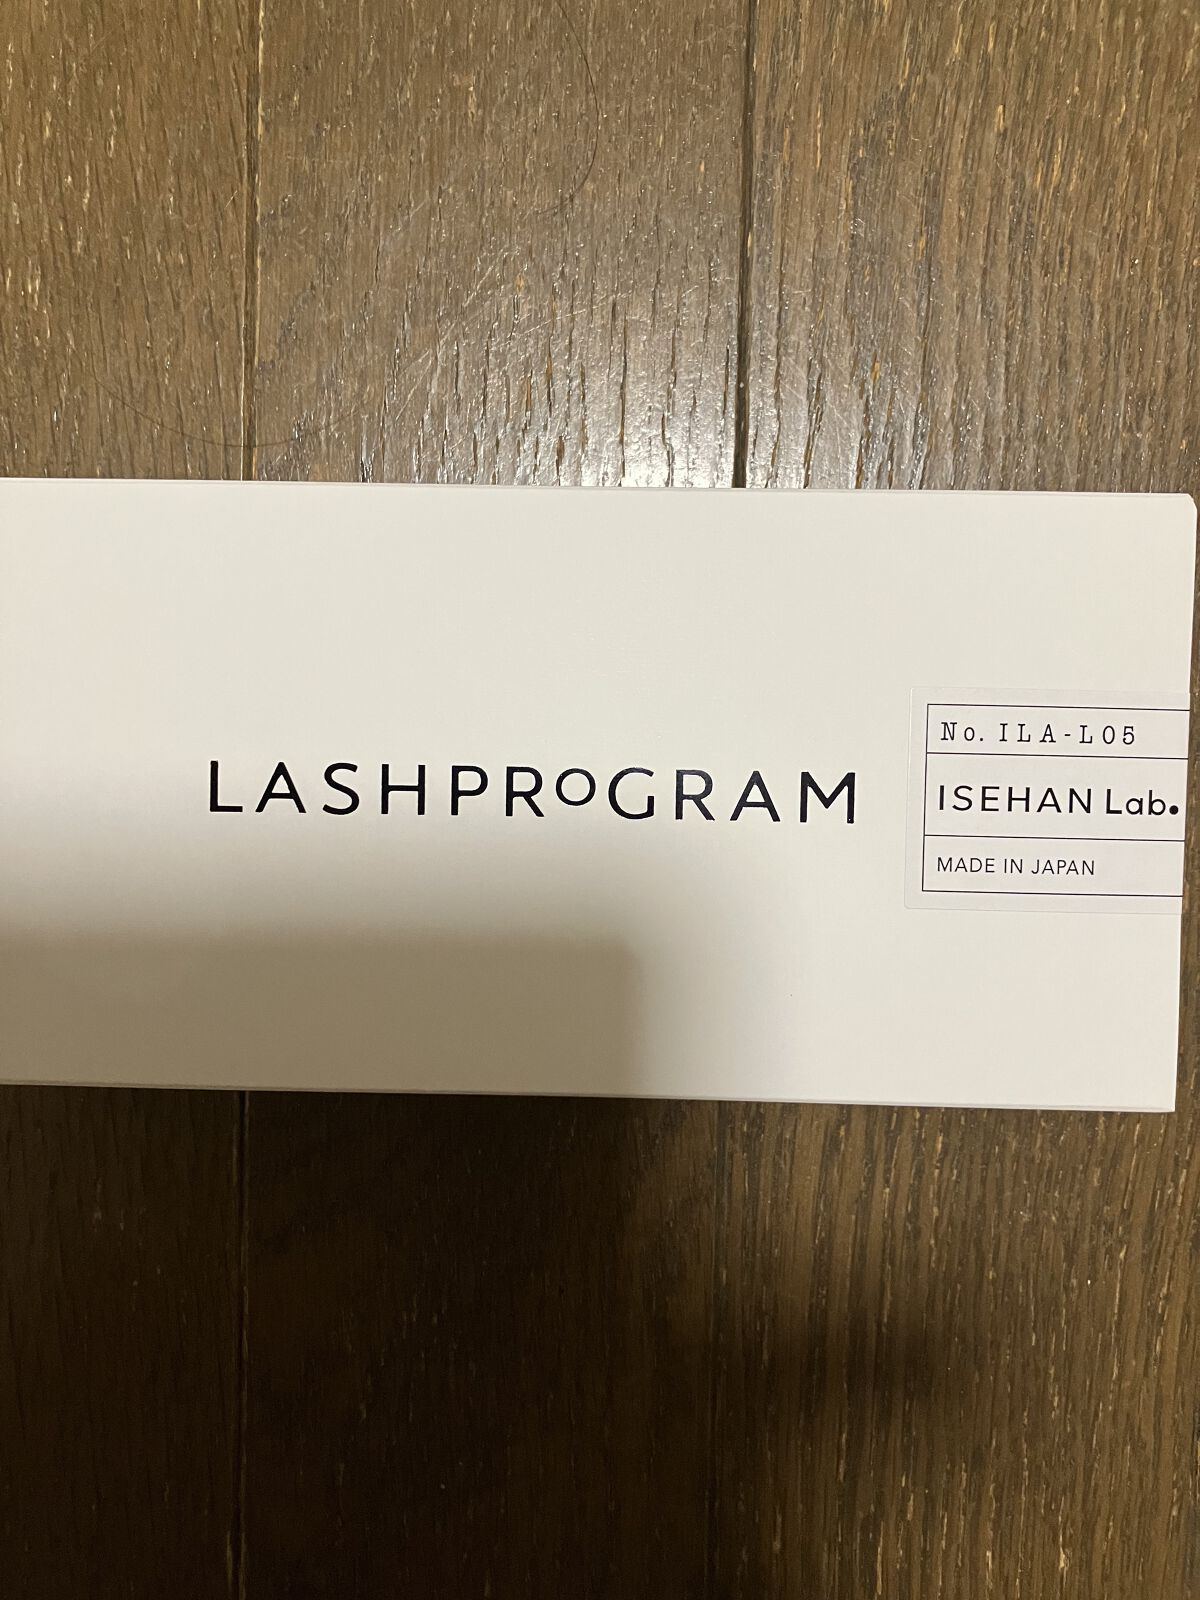 LASHPROGRAM
No. ILA-L05
ISEHAN Lab.
MADE IN JAPAN